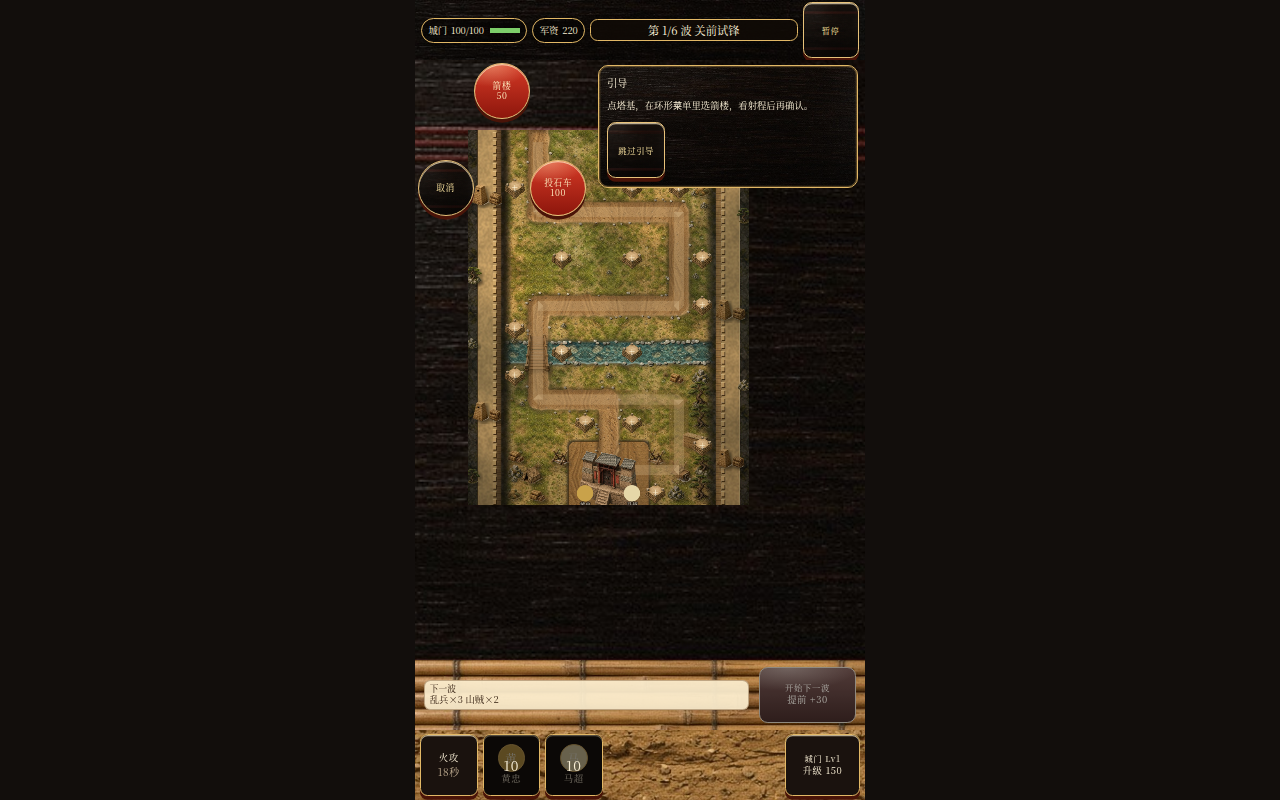 城门 100/100
军资 220
第 1/6 波 关前试锋
暂停
箭楼
50
引导
点塔基，在环形菜单里选箭楼，看射程后再确认。
跳过引导
取消
投石车
100
下一波
乱兵×3 山贼×2
开始下一波
提前 +30
火攻
18秒
10
黄忠
10
马超
城门 Lv1
升级 150